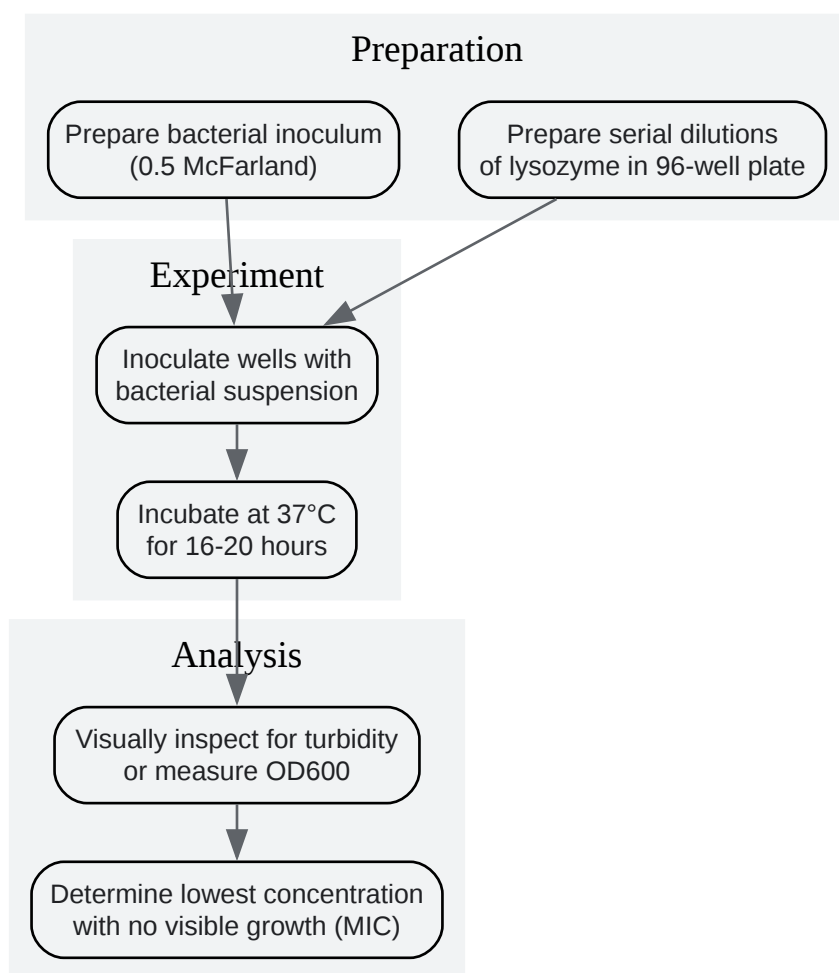 Preparation
Prepare bacterial inoculum
(0.5 McFarland)
Prepare serial dilutions
of lysozyme in 96-well plate
Experiment
Inoculate wells with
bacterial suspension
Incubate at 37°C
for 16-20 hours
Analysis
Visually inspect for turbidity
or measure OD600
Determine lowest concentration
with no visible growth (MIC)